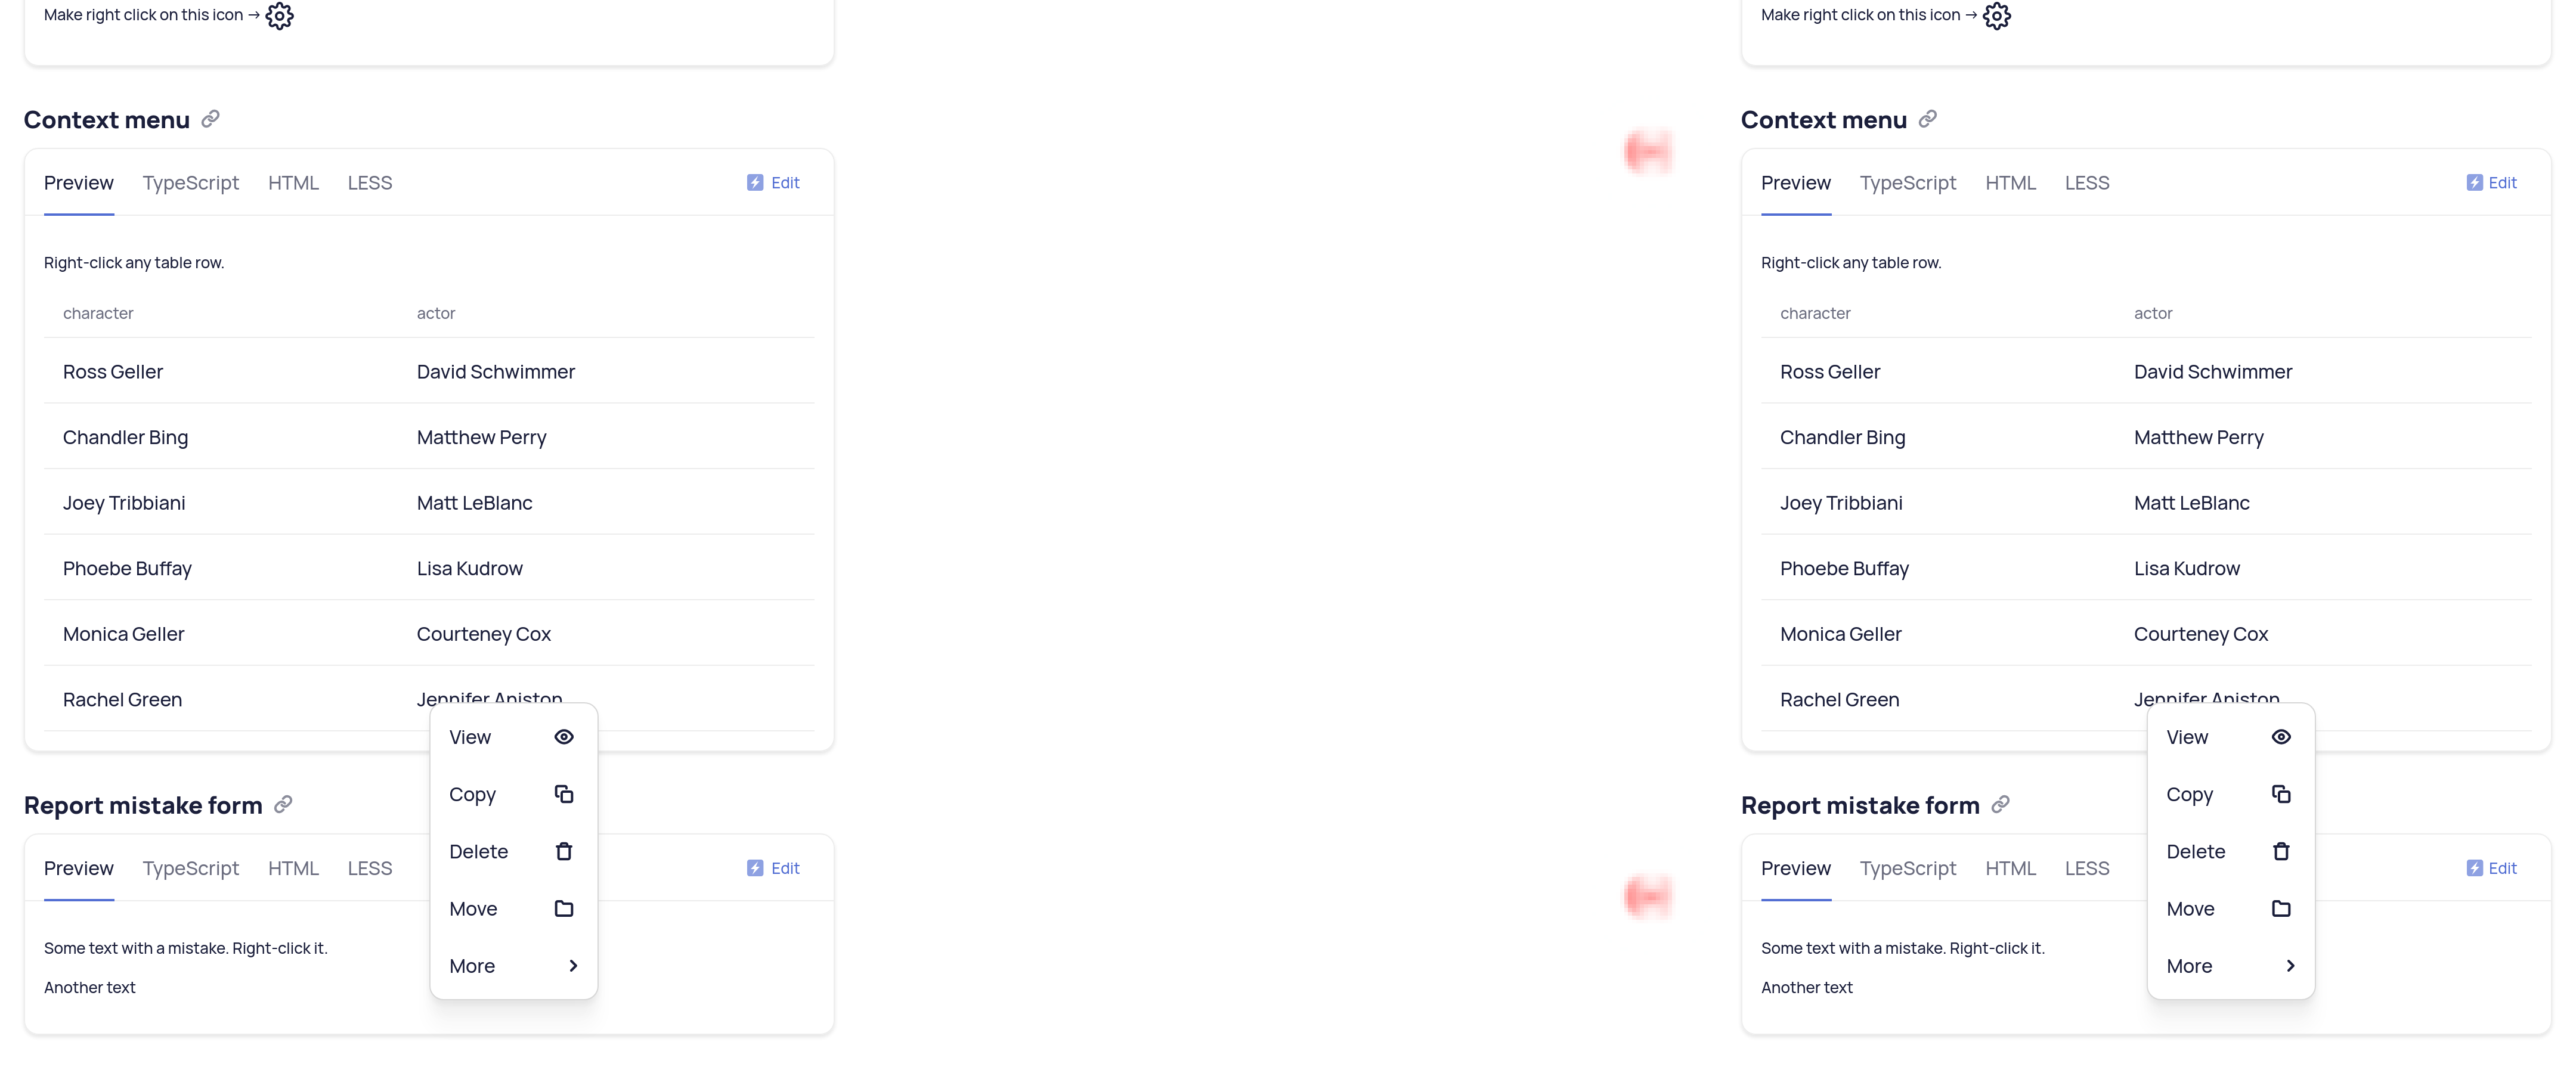 Make right click on this icon →
Context menu
Preview TypeScript HTML LESS Edit
Right-click any table row.
character actor
Ross Geller David Schwimmer
Chandler Bing Matthew Perry
Joey Tribbiani Matt LeBlanc
Phoebe Buffay Lisa Kudrow
Monica Geller Courteney Cox
Rachel Green Jennifer Aniston
View
Copy
Delete
Move
More
Report mistake form
Preview TypeScript HTML LESS Edit
Some text with a mistake. Right-click it.
Another text
Make right click on this icon →
Context menu
Preview TypeScript HTML LESS Edit
Right-click any table row.
character actor
Ross Geller David Schwimmer
Chandler Bing Matthew Perry
Joey Tribbiani Matt LeBlanc
Phoebe Buffay Lisa Kudrow
Monica Geller Courteney Cox
Rachel Green Jennifer Aniston
View
Copy
Delete
Move
More
Report mistake form
Preview TypeScript HTML LESS Edit
Some text with a mistake. Right-click it.
Another text